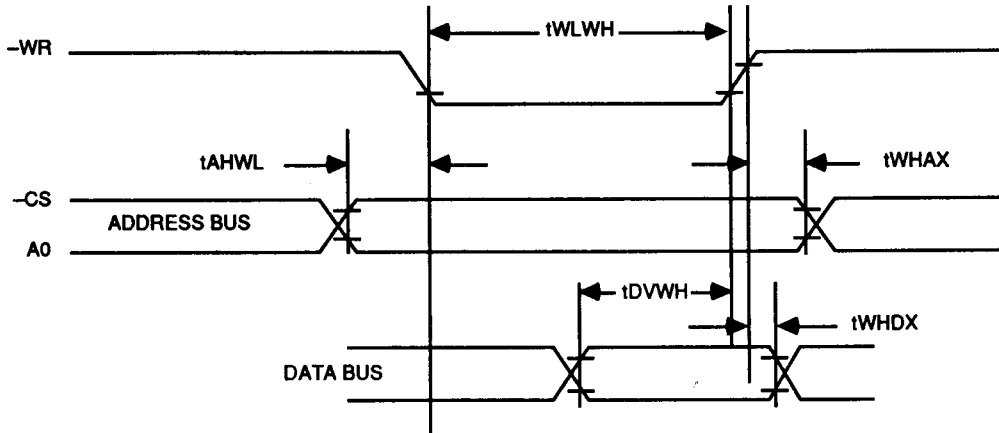 tWLWH
–WR
tAHWL
tWHAX
–CS
ADDRESS BUS
A0
tDVWH
tWHDX
DATA BUS